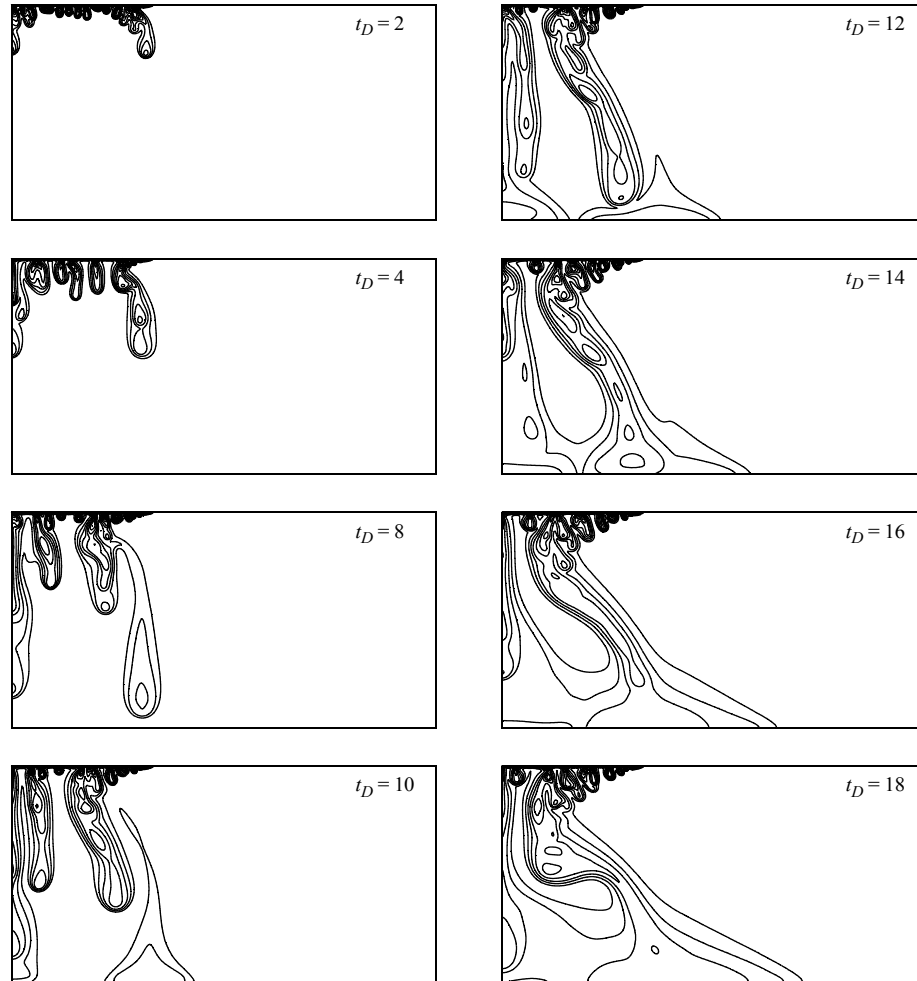 t_D = 2
t_D = 12
t_D = 4
t_D = 14
t_D = 8
t_D = 16
t_D = 10
t_D = 18